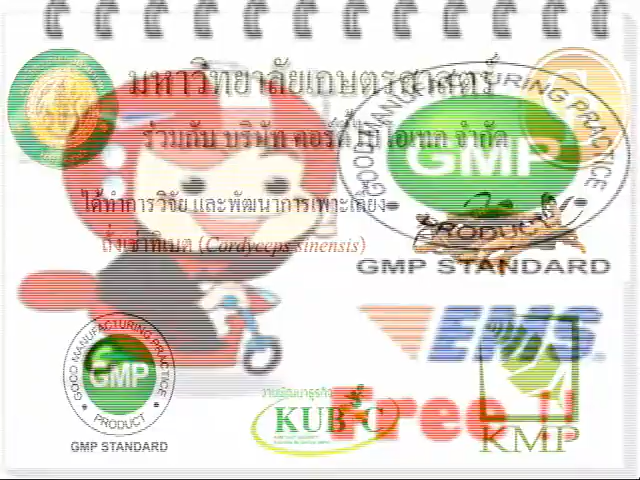 มหาวิทยาลัยเกษตรศาสตร์
ร่วมกับ บริษัท คอร์ดี้ ไบโอเทค จำกัด
ได้ทำการวิจัย และพัฒนาการเพาะเลี้ยง
ถั่งเช่าทิเบต (Cordyceps sinensis)
GOOD MANUFACTURING PRACTICE
GMP
PRODUCT
GMP STANDARD
EMS
Free !!
GOOD MANUFACTURING PRACTICE
GMP
PRODUCT
GMP STANDARD
KUB C
KMP